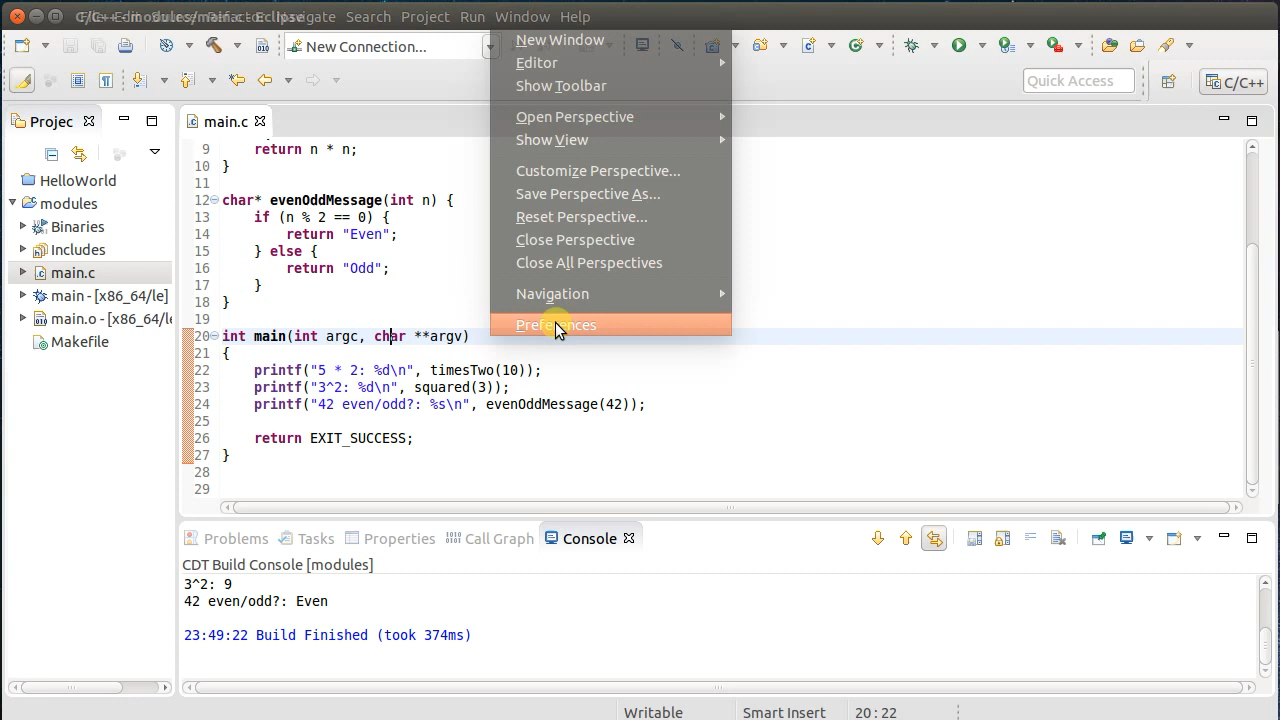 C/C++ - modules/main.c - Eclipse Navigate Search Project Run Window Help
New Connection...
Quick Access
C/C++
New Window
Editor
Show Toolbar
Open Perspective
Show View
Customize Perspective...
Save Perspective As...
Reset Perspective...
Close Perspective
Close All Perspectives
Navigation
Preferences
Projec
HelloWorld
modules
Binaries
Includes
main.c
main - [x86_64/le]
main.o - [x86_64/le
Makefile
main.c
9 return n * n;
10 }
11
12 char* evenOddMessage(int n) {
13 if (n % 2 == 0) {
14 return "Even";
15 } else {
16 return "Odd";
17 }
18 }
19
20 int main(int argc, char **argv)
21 {
22 printf("5 * 2: %d\n", timesTwo(10));
23 printf("3^2: %d\n", squared(3));
24 printf("42 even/odd?: %s\n", evenOddMessage(42));
25
26 return EXIT_SUCCESS;
27 }
28
29
Problems Tasks Properties Call Graph Console
CDT Build Console [modules]
3^2: 9
42 even/odd?: Even
23:49:22 Build Finished (took 374ms)
Writable Smart Insert 20 : 22